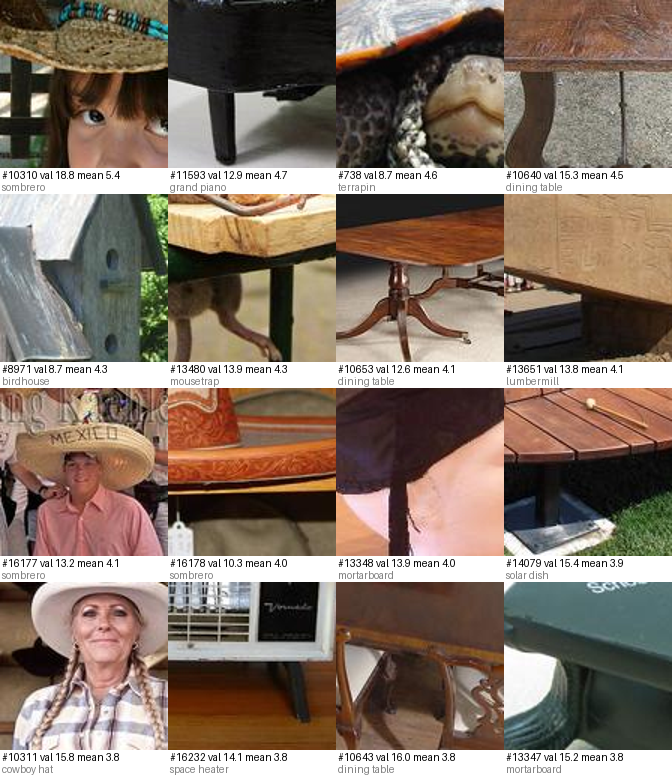 #10310 val 18.8 mean 5.4
sombrero
#11593 val 12.9 mean 4.7
grand piano
#738 val 8.7 mean 4.6
terrapin
#10640 val 15.3 mean 4.5
dining table
#8971 val 8.7 mean 4.3
birdhouse
#13480 val 13.9 mean 4.3
mousetrap
#10653 val 12.6 mean 4.1
dining table
#13651 val 13.8 mean 4.1
lumbermill
MEXICO
#16177 val 13.2 mean 4.1
sombrero
#16178 val 10.3 mean 4.0
sombrero
#13348 val 13.9 mean 4.0
mortarboard
#14079 val 15.4 mean 3.9
solar dish
Vornado
#10311 val 15.8 mean 3.8
cowboy hat
#16232 val 14.1 mean 3.8
space heater
#10643 val 16.0 mean 3.8
dining table
#13347 val 15.2 mean 3.8
mortarboard